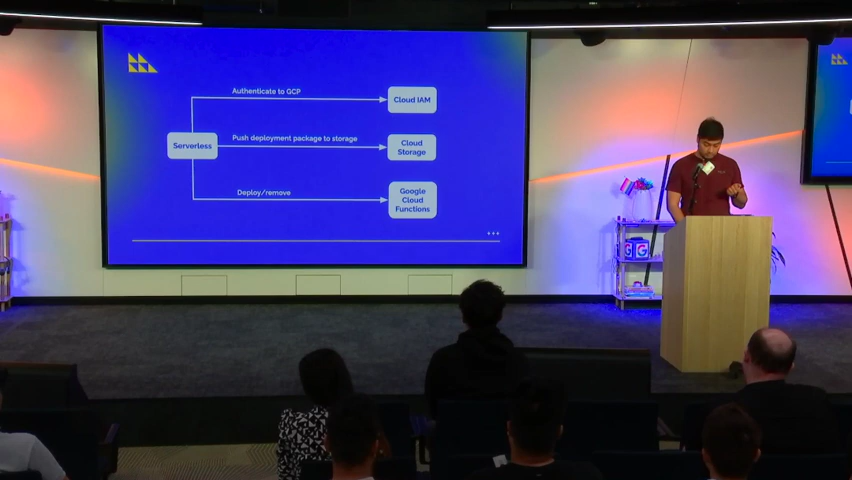 Authenticate to GCP
Cloud IAM
Push deployment package to storage
Serverless
Cloud
Storage
Deploy/remove
Google
Cloud
Functions
G G